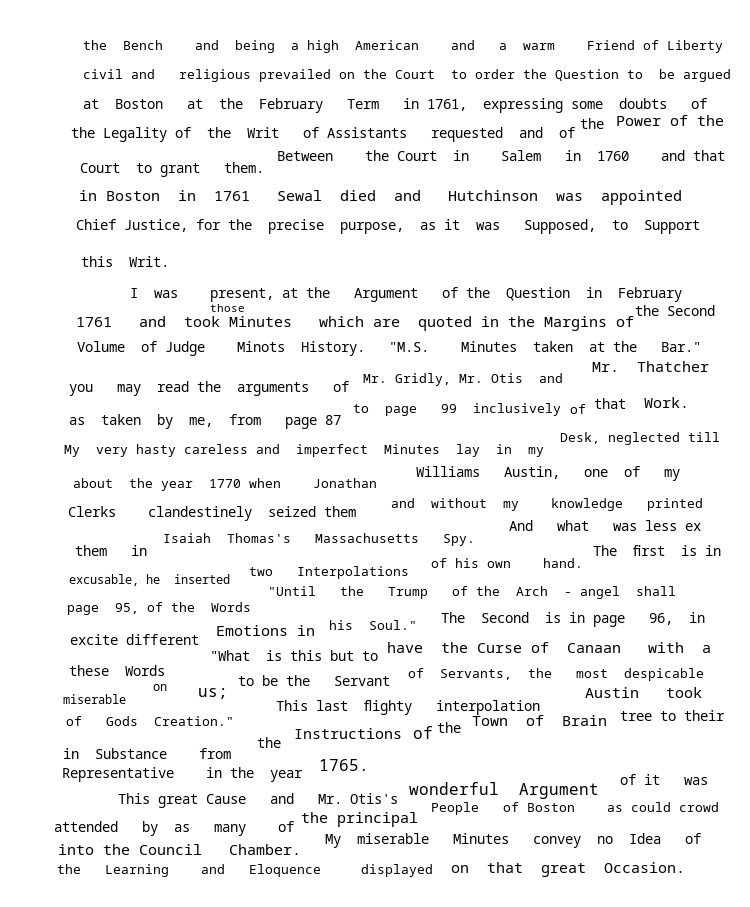 the Bench and being a high American and a warm Friend of Liberty
civil and religious prevailed on the Court to order the Question to be argued
at Boston at the February Term in 1761, expressing some doubts of
the Legality of the Writ of Assistants requested and of the Power of the
Court to grant them. Between the Court in Salem in 1760 and that
in Boston in 1761 Sewal died and Hutchinson was appointed
Chief Justice, for the precise purpose, as it was Supposed, to Support
this Writ.
I was present, at the Argument of the Question in February
those
1761 and took Minutes which are quoted in the Margins of the Second
Volume of Judge Minots History. "M.S. Minutes taken at the Bar."
you may read the arguments of Mr. Gridly, Mr. Otis and Mr. Thatcher
as taken by me, from page 87 to page 99 inclusively of that Work.
My very hasty careless and imperfect Minutes lay in my Desk, neglected till
about the year 1770 when Jonathan Williams Austin, one of my
Clerks clandestinely seized them and without my knowledge printed
them in Isaiah Thomas's Massachusetts Spy. And what was less ex
excusable, he inserted two Interpolations of his own hand. The first is in
page 95, of the Words "Until the Trump of the Arch - angel shall
excite different Emotions in his Soul." The Second is in page 96, in
these Words "What is this but to have the Curse of Canaan with a
miserable on us; to be the Servant of Servants, the most despicable
of Gods Creation." This last flighty interpolation Austin took
in Substance from the Instructions of the Town of Brain tree to their
Representative in the year 1765.
This great Cause and Mr. Otis's wonderful Argument of it was
attended by as many of the principal People of Boston as could crowd
into the Council Chamber. My miserable Minutes convey no Idea of
the Learning and Eloquence displayed on that great Occasion.